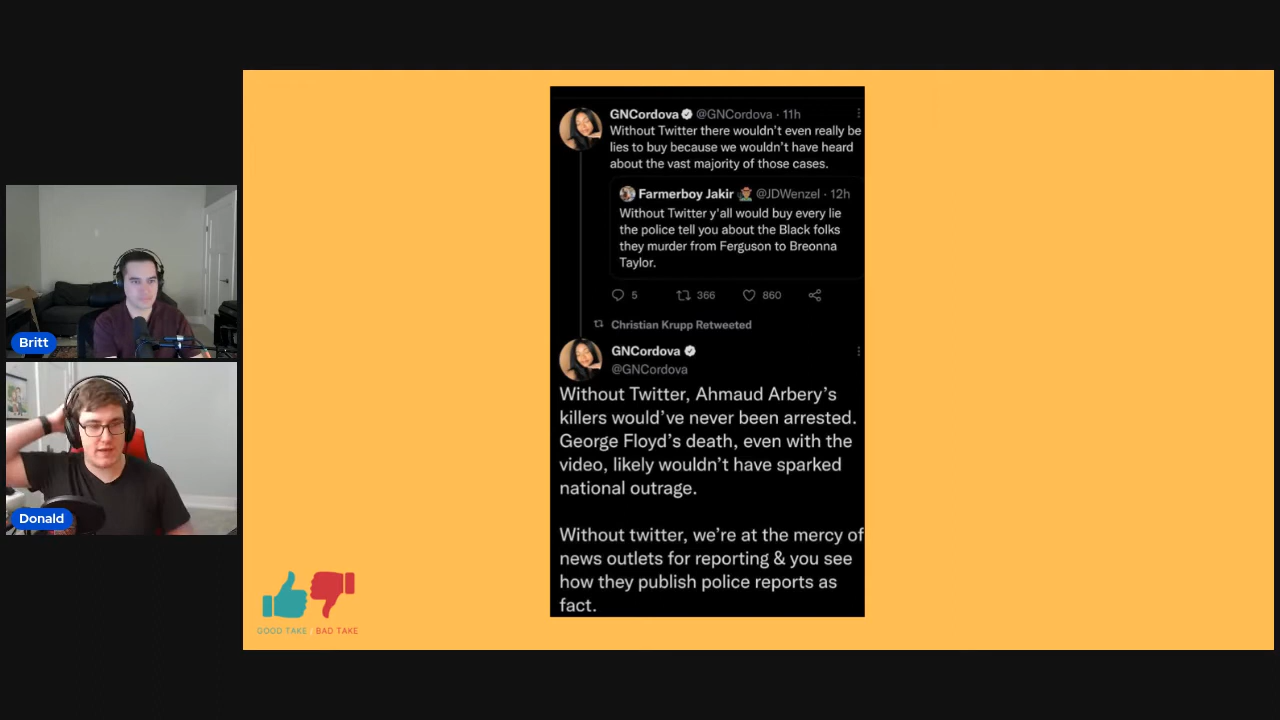 GNCordova @GNCordova · 11h
Without Twitter there wouldn't even really be
lies to buy because we wouldn't have heard
about the vast majority of those cases.
Farmerboy Jakir @JDWenzel · 12h
Without Twitter y'all would buy every lie
the police tell you about the Black folks
they murder from Ferguson to Breonna
Taylor.
5 366 860
Christian Krupp Retweeted
GNCordova
@GNCordova
Without Twitter, Ahmaud Arbery's
killers would've never been arrested.
George Floyd's death, even with the
video, likely wouldn't have sparked
national outrage.
Without twitter, we're at the mercy of
news outlets for reporting & you see
how they publish police reports as
fact.
Britt
Donald
GOOD TAKE / BAD TAKE